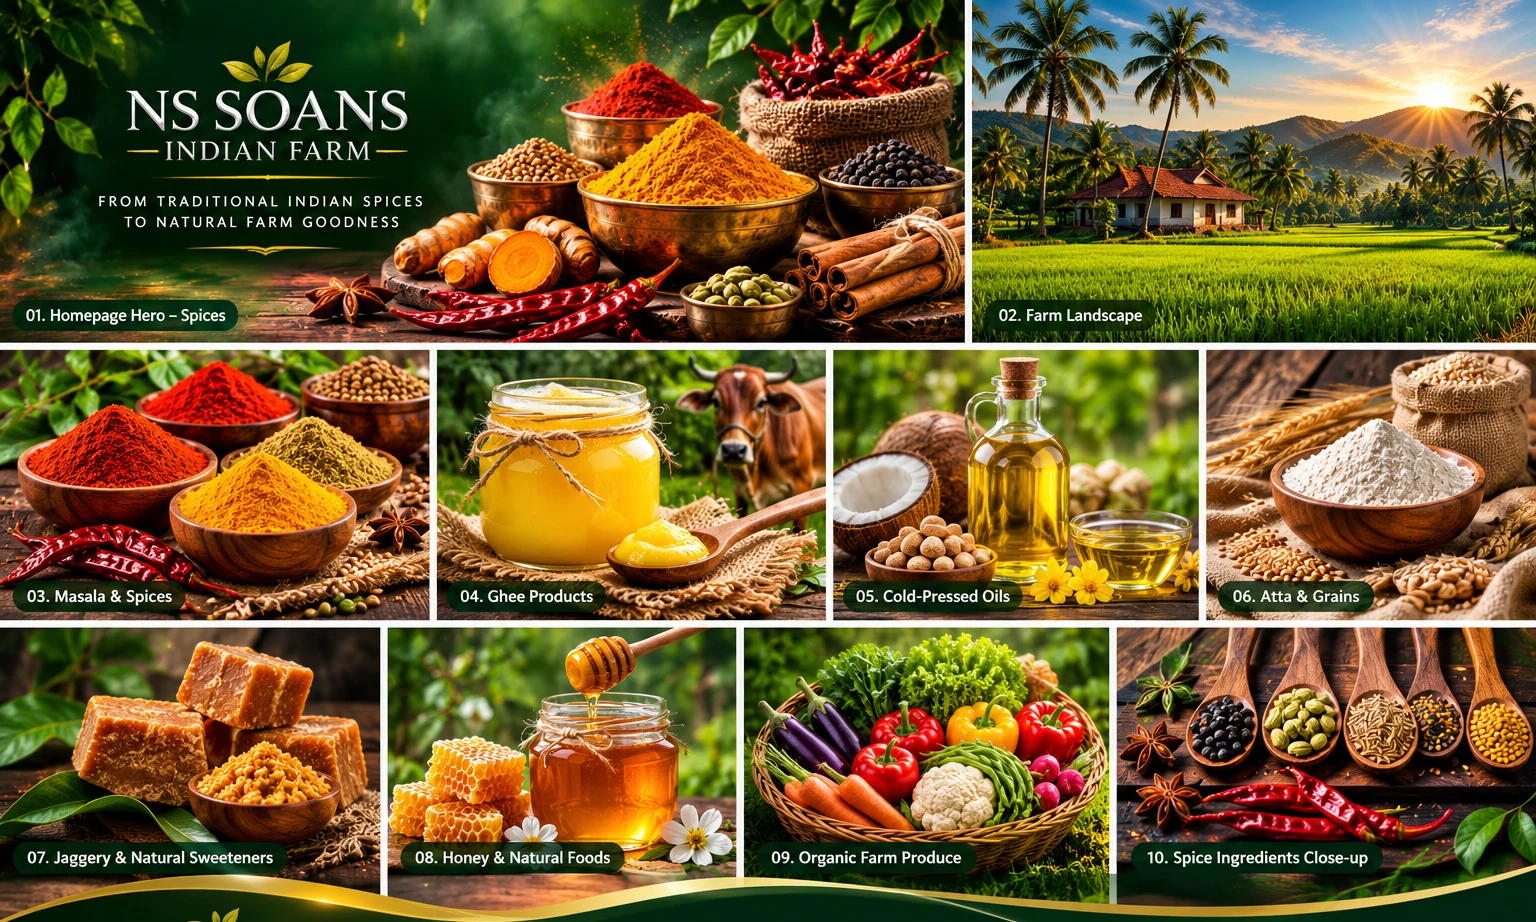 NS SOANS
INDIAN FARM
FROM TRADITIONAL INDIAN SPICES
TO NATURAL FARM GOODNESS
01. Homepage Hero – Spices
02. Farm Landscape
03. Masala & Spices
04. Ghee Products
05. Cold-Pressed Oils
06. Atta & Grains
07. Jaggery & Natural Sweeteners
08. Honey & Natural Foods
09. Organic Farm Produce
10. Spice Ingredients Close-up